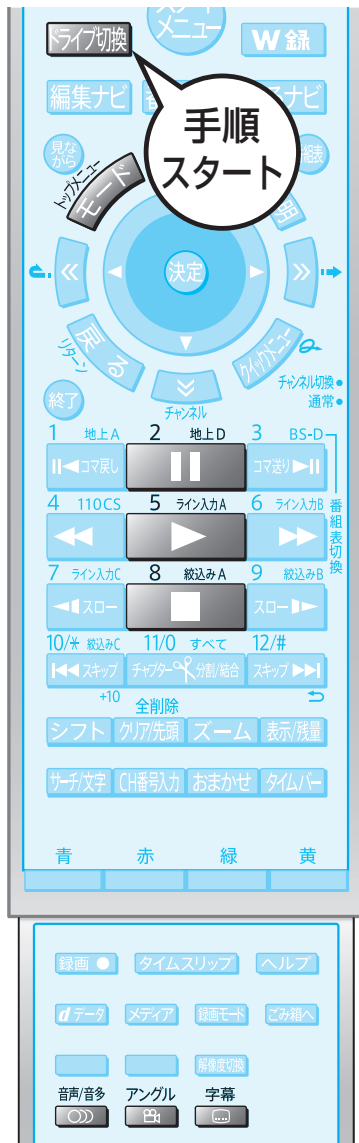 スタート
メニュー
ドライブ切換
W録
編集ナビ
ナビ
手順
スタート
見な
がら
トップメニュー
モード
決定
戻る
リターン
クイックメニュー
終了
チャンネル
チャンネル切換●
通常●
1 地上A 2 地上D 3 BS-D
コマ戻し コマ送り
4 110CS 5 ライン入力A 6 ライン入力B
番組表切換
7 ライン入力C 8 絞込みA 9 絞込みB
スロー スロー
10/* 絞込みC 11/0 すべて 12/#
スキップ チャプター 分割/結合 スキップ
+10
全削除
シフト クリア/先頭 ズーム 表示/残量
サーチ/文字 CH番号入力 おまかせ タイムバー
青 赤 緑 黄
録画 ● タイムスリップ ヘルプ
dデータ メディア 録画モード ごみ箱へ
解像度切換
音声/音多 アングル 字幕